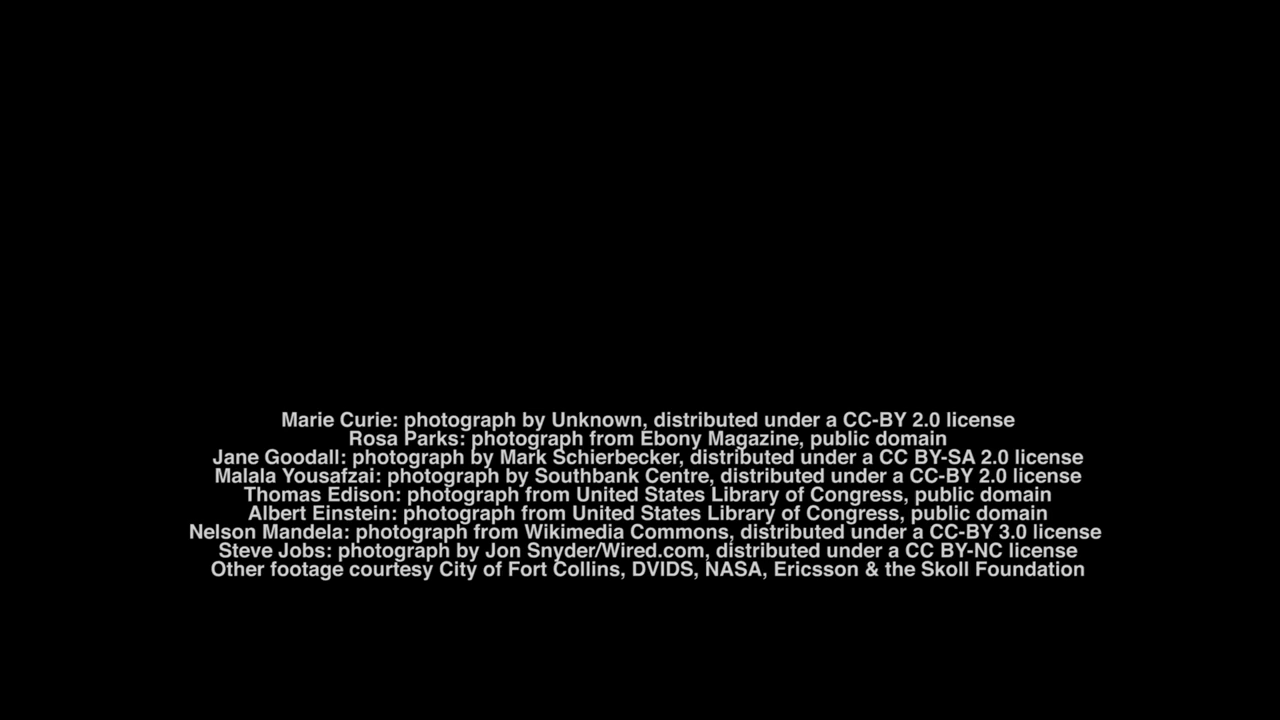 Marie Curie: photograph by Unknown, distributed under a CC-BY 2.0 license
Rosa Parks: photograph from Ebony Magazine, public domain
Jane Goodall: photograph by Mark Schierbecker, distributed under a CC BY-SA 2.0 license
Malala Yousafzai: photograph by Southbank Centre, distributed under a CC-BY 2.0 license
Thomas Edison: photograph from United States Library of Congress, public domain
Albert Einstein: photograph from United States Library of Congress, public domain
Nelson Mandela: photograph from Wikimedia Commons, distributed under a CC-BY 3.0 license
Steve Jobs: photograph by Jon Snyder/Wired.com, distributed under a CC BY-NC license
Other footage courtesy City of Fort Collins, DVIDS, NASA, Ericsson & the Skoll Foundation